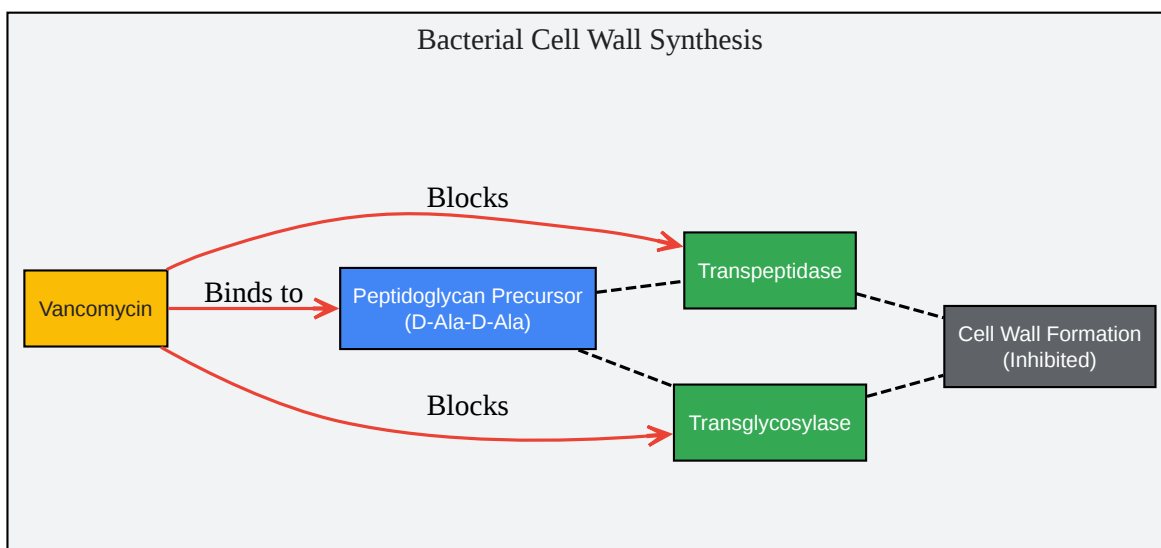 Bacterial Cell Wall Synthesis
Blocks
Transpeptidase
Vancomycin
Binds to
Peptidoglycan Precursor
(D-Ala-D-Ala)
Cell Wall Formation
(Inhibited)
Blocks
Transglycosylase